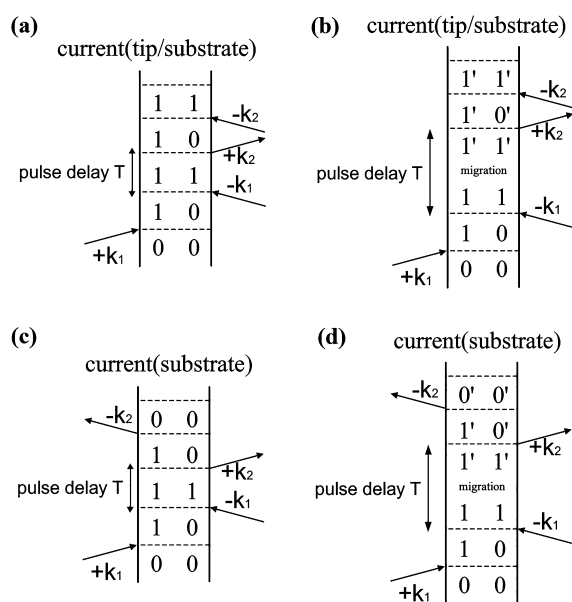 (a)
current(tip/substrate)
1 1
-k₂
1 0
+k₂
pulse delay T
1 1
-k₁
1 0
+k₁
0 0
(b)
current(tip/substrate)
1' 1'
-k₂
1' 0'
+k₂
1' 1'
pulse delay T
migration
1 1
-k₁
1 0
+k₁
0 0
(c)
current(substrate)
-k₂
0 0
1 0
+k₂
pulse delay T
1 1
-k₁
1 0
+k₁
0 0
(d)
current(substrate)
-k₂
0' 0'
1' 0'
+k₂
1' 1'
pulse delay T
migration
1 1
-k₁
1 0
+k₁
0 0